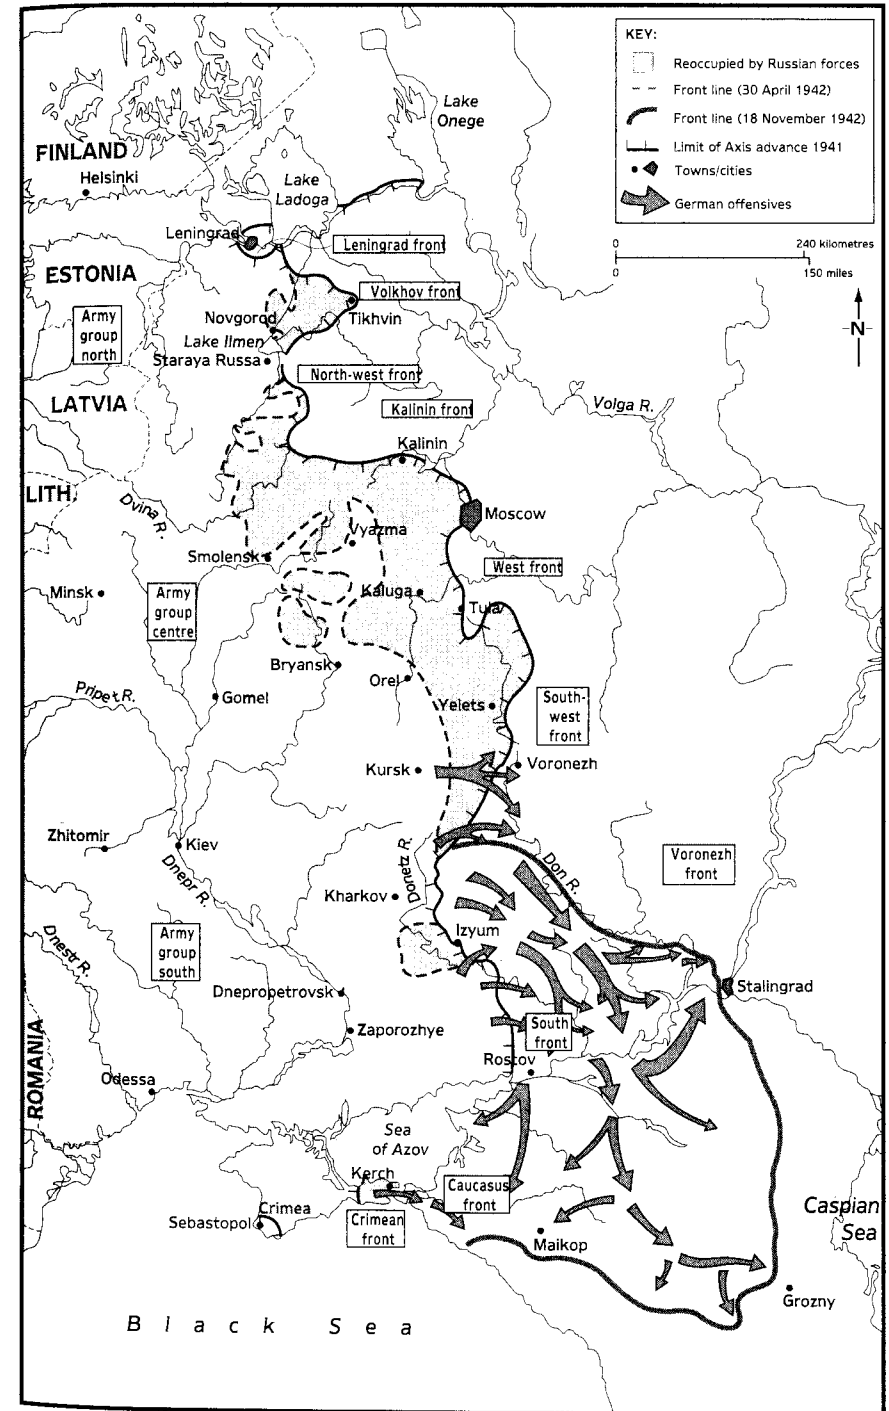 KEY:
Reoccupied by Russian forces
Front line (30 April 1942)
Front line (18 November 1942)
Limit of Axis advance 1941
Towns/cities
German offensives
0 240 kilometres
0 150 miles
N
Lake
Onege
FINLAND
Helsinki
Lake
Ladoga
Leningrad
Leningrad front
ESTONIA
Volkhov front
Army
group
north
Novgorod
Tikhvin
Lake Ilmen
Staraya Russa
North-west front
LATVIA
Kalinin front
Volga R.
Kalinin
LITH.
Dvina R.
Moscow
Vyazma
Smolensk
West front
Minsk
Army
group
centre
Kaluga
Tula
Bryansk
Orel
Pripet R.
Gomel
Yelets
South-
west
front
Kursk
Voronezh
Zhitomir
Kiev
Dnepr R.
Donetz R.
Don R.
Voronezh
front
Kharkov
Izyum
Army
group
south
Dnestr R.
Dnepropetrovsk
Stalingrad
Zaporozhye
South
front
Rostov
ROMANIA
Odessa
Sea
of Azov
Kerch
Caucasus
front
Crimea
Sebastopol
Crimean
front
Maikop
Caspian
Sea
Grozny
Black Sea